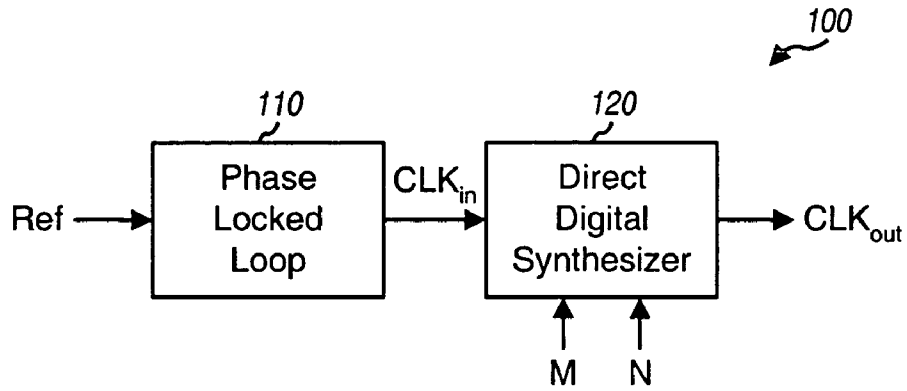 100
110
120
Phase
Locked
Loop
Direct
Digital
Synthesizer
Ref
CLKin
CLKout
M
N